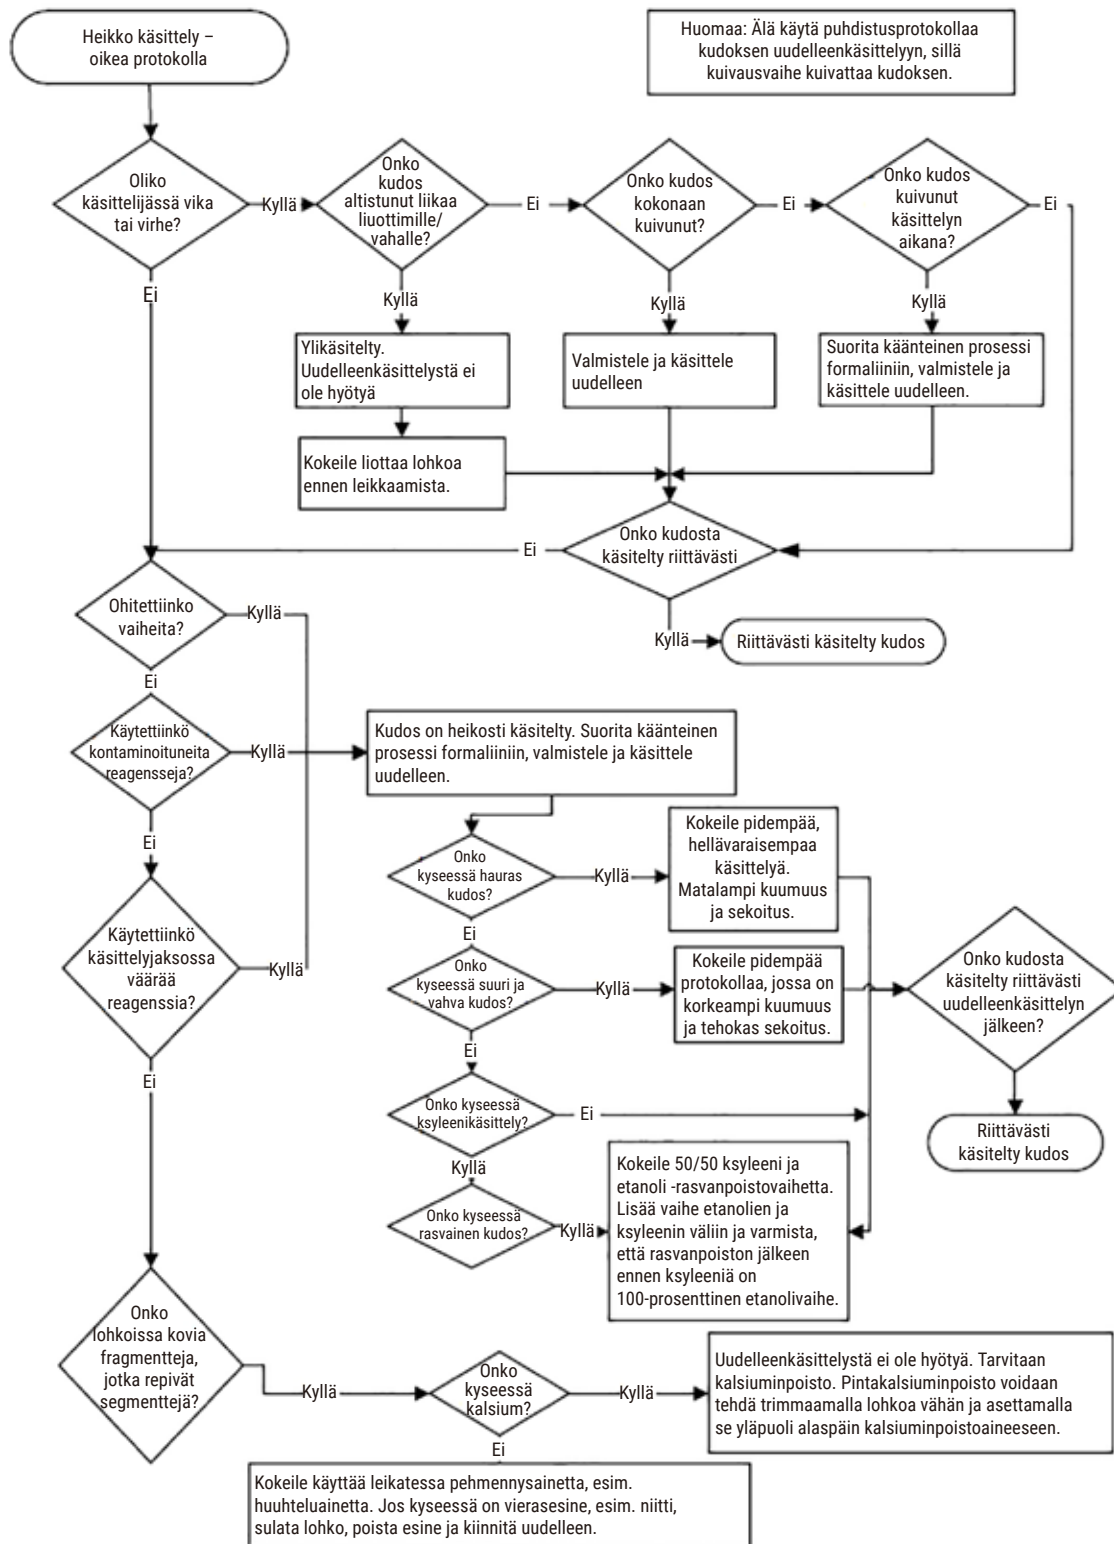 Heikko käsittely –
oikea protokolla
Huomaa: Älä käytä puhdistusprotokollaa
kudoksen uudelleenkäsittelyyn, sillä
kuivausvaihe kuivattaa kudoksen.
Oliko
käsittelijässä vika
tai virhe?
Kyllä
Onko
kudos
altistunut liikaa
liuottimille/
vahalle?
Ei
Onko kudos
kokonaan
kuivunut?
Ei
Onko kudos
kuivunut
käsittelyn
aikana?
Ei
Ei
Kyllä
Kyllä
Kyllä
Ylikäsitelty.
Uudelleenkäsittelystä ei
ole hyötyä
Valmistele ja käsittele
uudelleen
Suorita käänteinen prosessi
formaliiniin, valmistele ja
käsittele uudelleen.
Kokeile liottaa lohkoa
ennen leikkaamista.
Onko kudosta
käsitelty riittävästi
Ei
Kyllä
Riittävästi käsitelty kudos
Ohitettiinko
vaiheita?
Kyllä
Ei
Käytettiinkö
kontaminoituneita
reagensseja?
Kyllä
Kudos on heikosti käsitelty. Suorita käänteinen
prosessi formaliiniin, valmistele ja käsittele
uudelleen.
Ei
Käytettiinkö
käsittelyjaksossa
väärää
reagenssia?
Kyllä
Ei
Onko
kyseessä hauras
kudos?
Kyllä
Kokeile pidempää,
hellävaraisempaa
käsittelyä.
Matalampi kuumuus
ja sekoitus.
Ei
Onko
kyseessä suuri ja
vahva kudos?
Kyllä
Kokeile pidempää
protokollaa, jossa on
korkeampi kuumuus
ja tehokas sekoitus.
Onko kudosta
käsitelty riittävästi
uudelleenkäsittelyn
jälkeen?
Ei
Onko kyseessä
ksyleenikäsittely?
Ei
Riittävästi
käsitelty kudos
Kyllä
Onko kyseessä
rasvainen kudos?
Kyllä
Kokeile 50/50 ksyleeni ja
etanoli -rasvanpoistovaihetta.
Lisää vaihe etanolien ja
ksyleenin väliin ja varmista,
että rasvanpoiston jälkeen
ennen ksyleeniä on
100-prosenttinen etanolivaihe.
Onko
lohkoissa kovia
fragmentteja,
jotka repivät
segmenttejä?
Kyllä
Onko
kyseessä
kalsium?
Kyllä
Uudelleenkäsittelystä ei ole hyötyä. Tarvitaan
kalsiuminpoisto. Pintakalsiuminpoisto voidaan
tehdä trimmaamalla lohkoa vähän ja asettamalla
se yläpuoli alaspäin kalsiuminpoistoaineeseen.
Ei
Kokeile käyttää leikatessa pehmennysainetta, esim.
huuhteluainetta. Jos kyseessä on vierasesine, esim. niitti,
sulata lohko, poista esine ja kiinnitä uudelleen.